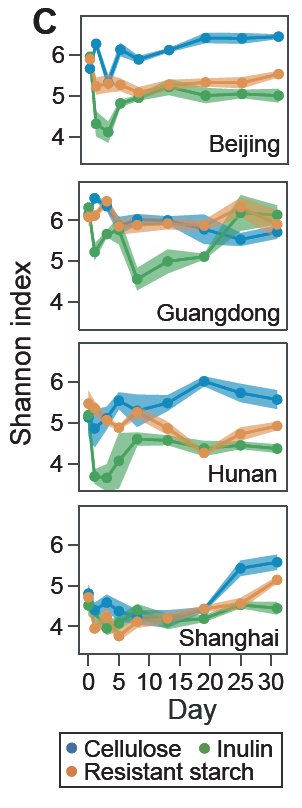 C
6
5
4
Beijing
6
5
4
Guangdong
6
5
4
Hunan
6
5
4
Shanghai
0 5 10 15 20 25 30
Day
Shannon index
Cellulose Inulin
Resistant starch